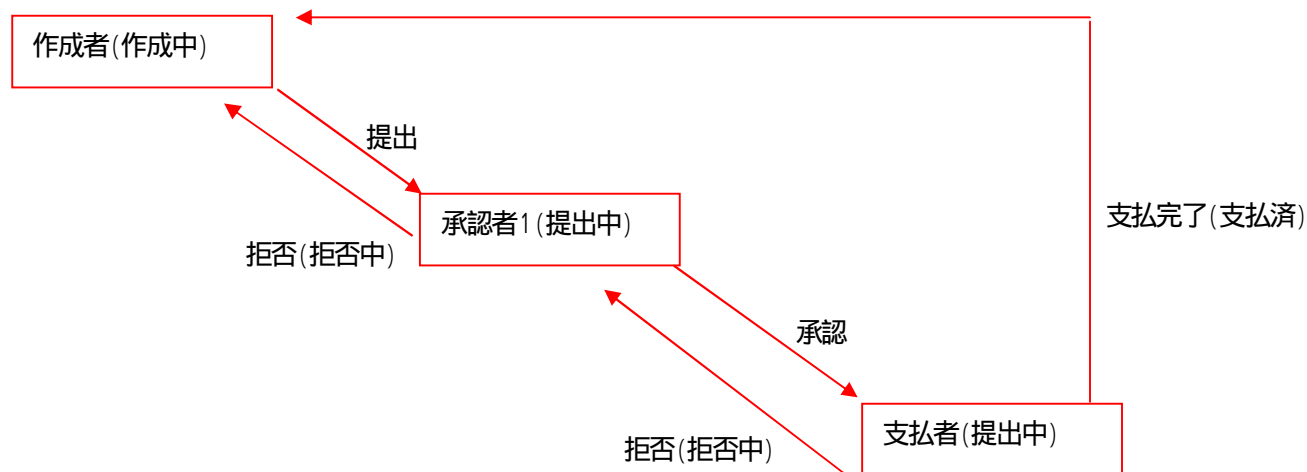 作成者(作成中)
提出
承認者1(提出中)
支払完了(支払済)
拒否(拒否中)
承認
支払者(提出中)
拒否(拒否中)